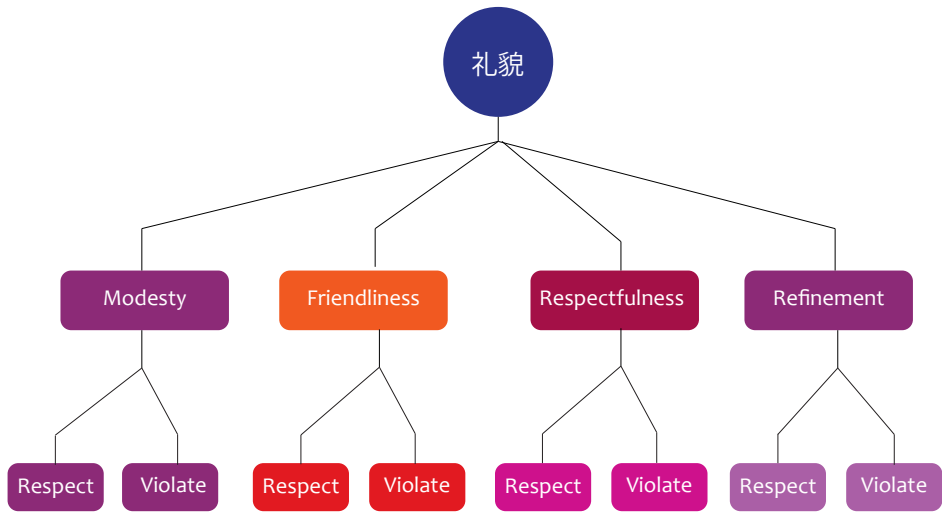 礼貌
Modesty
Friendliness
Respectfulness
Refinement
Respect
Violate
Respect
Violate
Respect
Violate
Respect
Violate